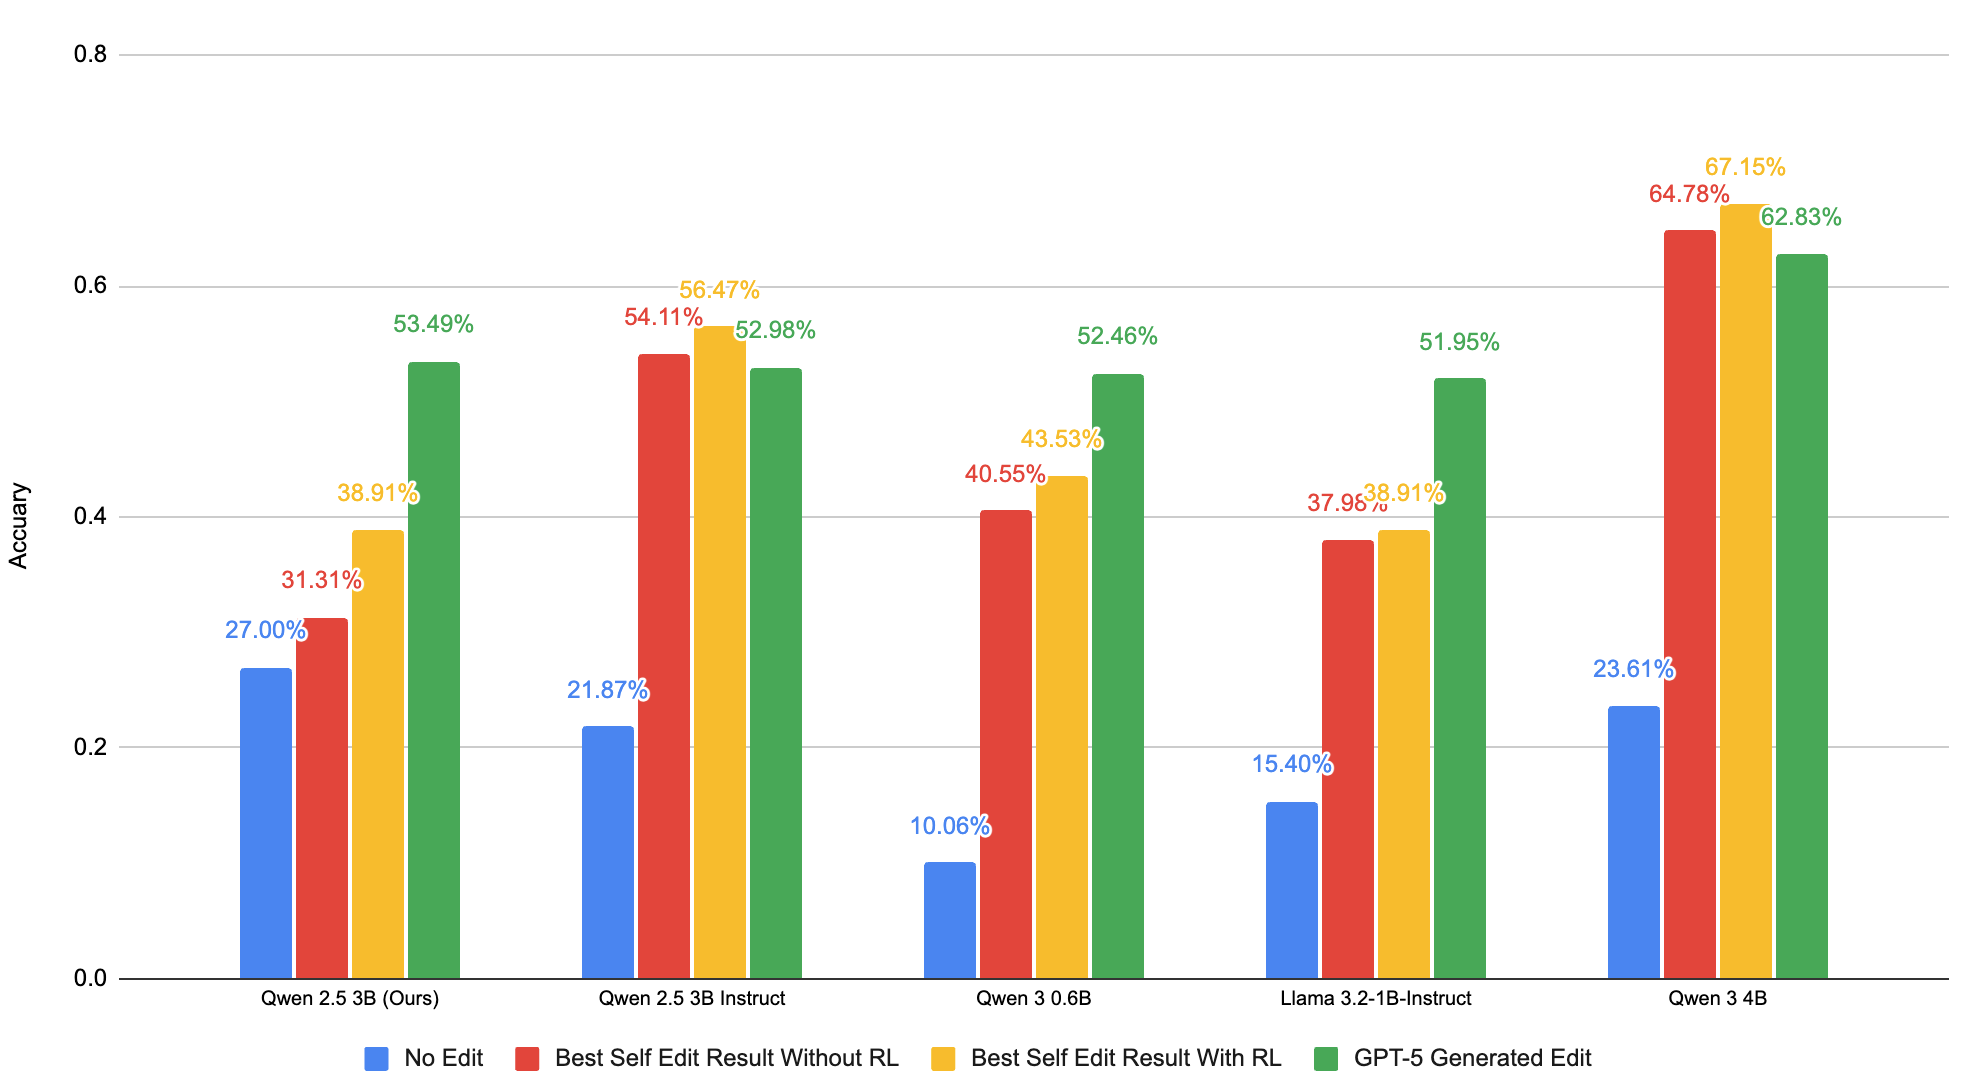 0.8
0.6
0.4
0.2
0.0
Accuary
27.00%
31.31%
38.91%
53.49%
21.87%
54.11%
56.47%
52.98%
10.06%
40.55%
43.53%
52.46%
15.40%
37.98%
38.91%
51.95%
23.61%
64.78%
67.15%
62.83%
Qwen 2.5 3B (Ours)
Qwen 2.5 3B Instruct
Qwen 3 0.6B
Llama 3.2-1B-Instruct
Qwen 3 4B
No Edit
Best Self Edit Result Without RL
Best Self Edit Result With RL
GPT-5 Generated Edit